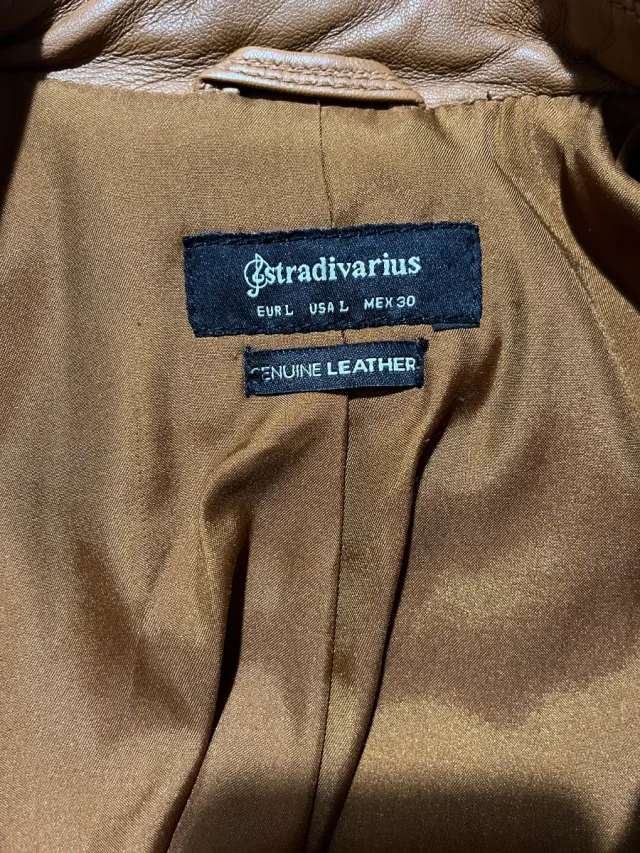 stradivarius
EUR L USA L MEX 30
GENUINE LEATHER